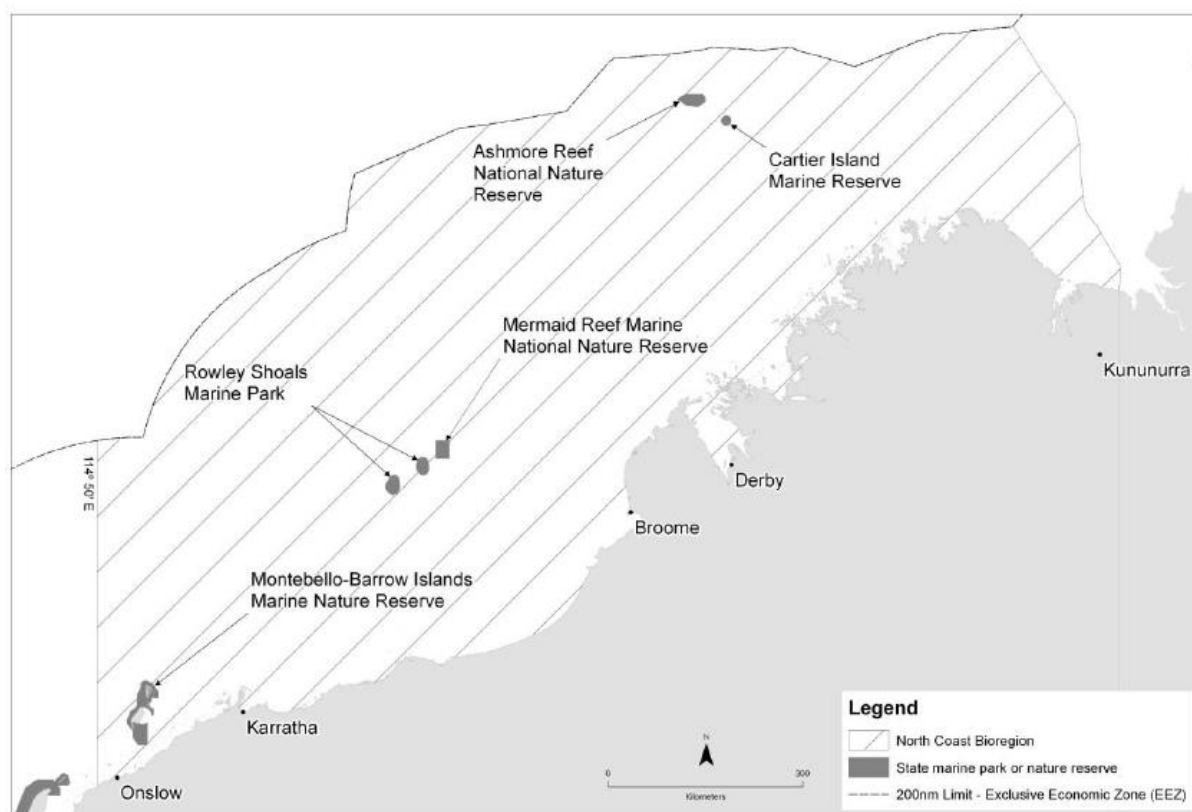 Ashmore Reef
National Nature
Reserve
Cartier Island
Marine Reserve
Mermaid Reef Marine
National Nature Reserve
Rowley Shoals
Marine Park
Kununurra
114° 50' E
Derby
Broome
Montebello-Barrow Islands
Marine Nature Reserve
Karratha
Onslow
N
0 300
Kilometers
Legend
North Coast Bioregion
State marine park or nature reserve
200nm Limit - Exclusive Economic Zone (EEZ)